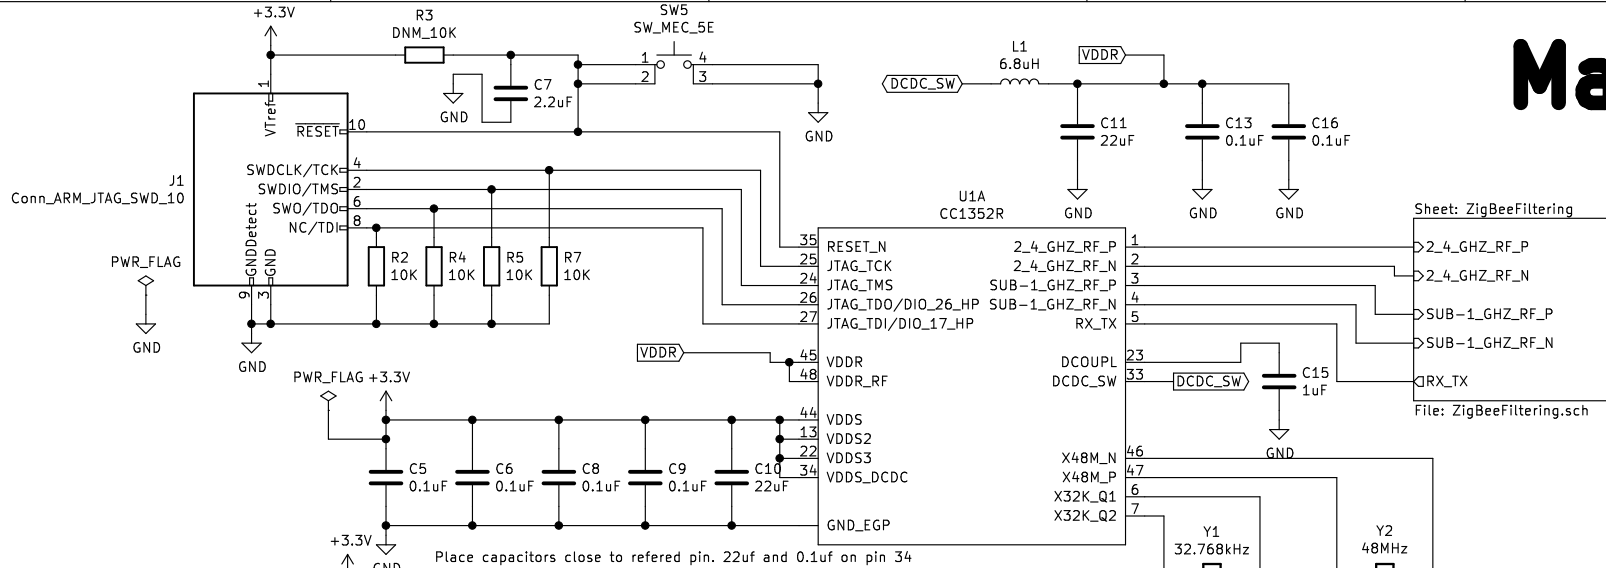 +3.3V
R3
DNM_10K
SW5
SW_MEC_5E
1
2
4
3
C7
2.2uF
GND
GND
L1
6.8uH
VDDR
DCDC_SW
C11
22uF
C13
0.1uF
C16
0.1uF
GND
GND
GND
Ma
J1
Conn_ARM_JTAG_SWD_10
1
VTref
RESET
10
SWDCLK/TCK
4
SWDIO/TMS
2
SWO/TDO
6
NC/TDI
8
GNDDetect
GND
9
3
GND
PWR_FLAG
GND
R2
10K
R4
10K
R5
10K
R7
10K
U1A
CC1352R
35
RESET_N
25
JTAG_TCK
24
JTAG_TMS
26
JTAG_TDO/DIO_26_HP
27
JTAG_TDI/DIO_17_HP
VDDR
45
VDDR
48
VDDR_RF
44
VDDS
13
VDDS2
22
VDDS3
34
VDDS_DCDC
GND_EGP
2_4_GHZ_RF_P
1
2_4_GHZ_RF_N
2
SUB-1_GHZ_RF_P
3
SUB-1_GHZ_RF_N
4
RX_TX
5
DCOUPL
23
DCDC_SW
33
DCDC_SW
X48M_N
46
X48M_P
47
X32K_Q1
6
X32K_Q2
7
C15
1uF
GND
Sheet: ZigBeeFiltering
2_4_GHZ_RF_P
2_4_GHZ_RF_N
SUB-1_GHZ_RF_P
SUB-1_GHZ_RF_N
RX_TX
File: ZigBeeFiltering.sch
PWR_FLAG
+3.3V
C5
0.1uF
C6
0.1uF
C8
0.1uF
C9
0.1uF
C10
22uF
+3.3V
GND
Place capacitors close to refered pin. 22uf and 0.1uf on pin 34
Y1
32.768kHz
Y2
48MHz